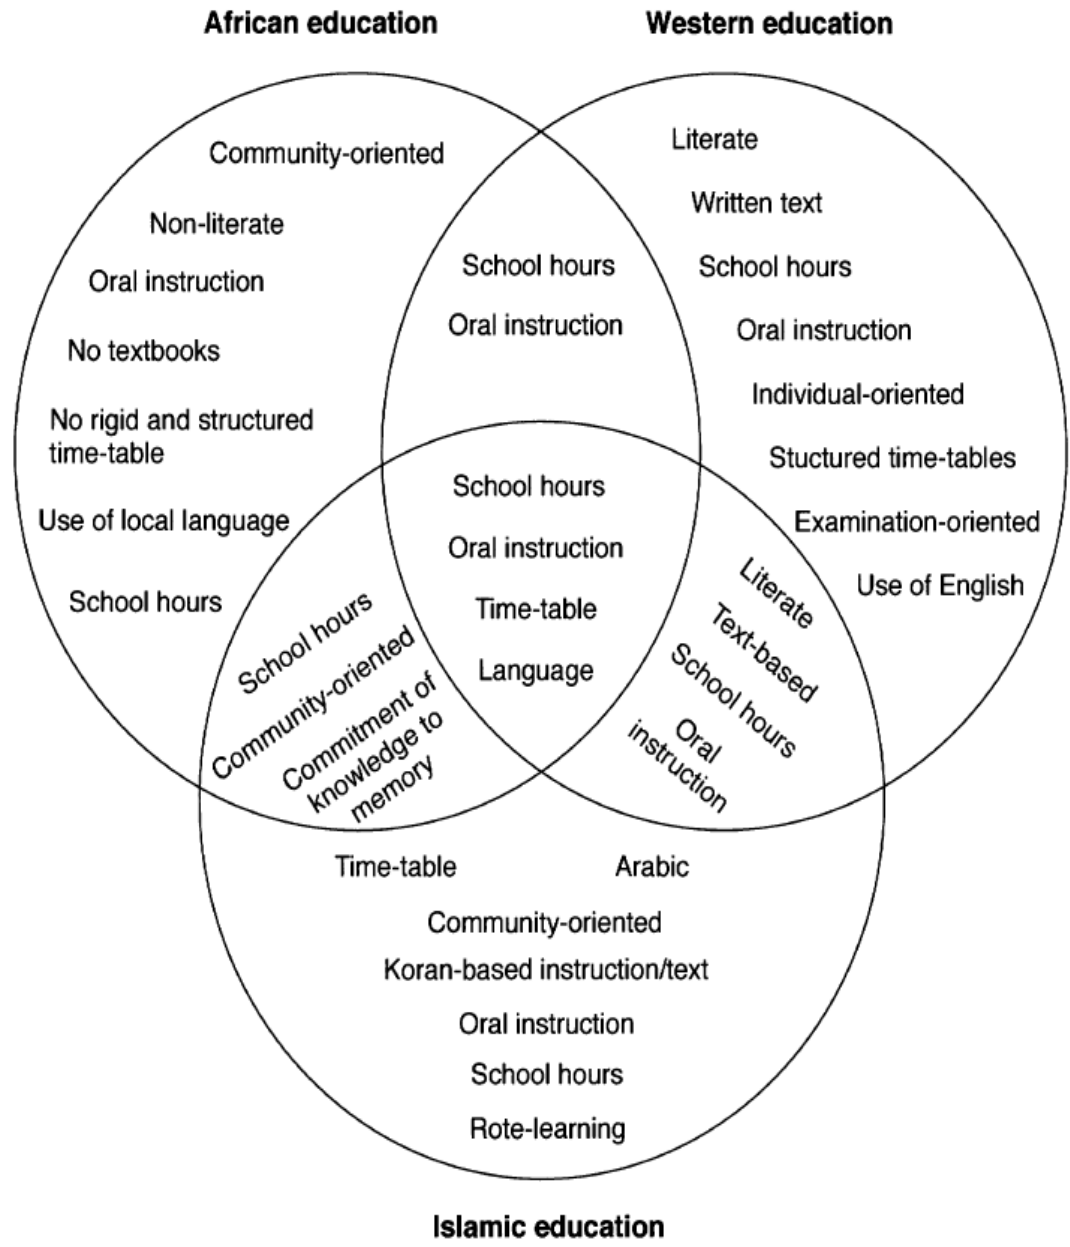 African education
Western education
Community-oriented
Non-literate
Oral instruction
No textbooks
No rigid and structured
time-table
Use of local language
School hours
School hours
Oral instruction
Literate
Written text
School hours
Oral instruction
Individual-oriented
Stuctured time-tables
Examination-oriented
Use of English
School hours
Oral instruction
Time-table
Language
School hours
Community-oriented
Commitment of
knowledge to
memory
Literate
Text-based
School hours
Oral
instruction
Time-table
Arabic
Community-oriented
Koran-based instruction/text
Oral instruction
School hours
Rote-learning
Islamic education